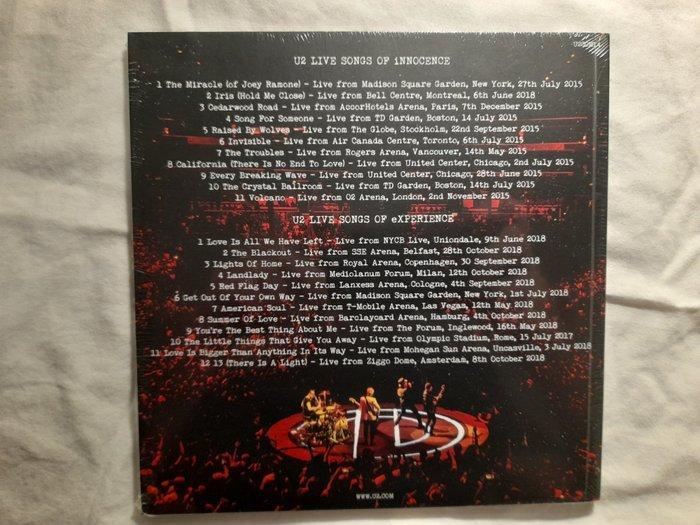 U2 LIVE SONGS OF iNNOCENCE
1 The Miracle (of Joey Ramone) - Live from Madison Square Garden, New York, 27th July 2015
2 Iris (Hold Me Close) - Live from Bell Centre, Montreal, 6th June 2018
3 Cedarwood Road - Live from AccorHotels Arena, Paris, 7th December 2015
4 Song For Someone - Live from TD Garden, Boston, 14 July 2015
5 Raised By Wolves - Live from The Globe, Stockholm, 22nd September 2015
6 Invisible - Live from Air Canada Centre, Toronto, 6th July 2015
7 The Troubles - Live from Rogers Arena, Vancouver, 14th May 2015
8 California (There Is No End To Love) - Live from United Center, Chicago, 2nd July 2015
9 Every Breaking Wave - Live from United Center, Chicago, 28th June 2015
10 The Crystal Ballroom - Live from TD Garden, Boston, 14th July 2015
11 Volcano - Live from O2 Arena, London, 2nd November 2015
U2 LIVE SONGS OF eXPERIENCE
1 Love Is All We Have Left - Live from NYCB Live, Uniondale, 9th June 2018
2 The Blackout - Live from SSE Arena, Belfast, 28th October 2018
3 Lights Of Home - Live from Royal Arena, Copenhagen, 30 September 2018
4 Landlady - Live from Mediolanum Forum, Milan, 12th October 2018
5 Red Flag Day - Live from Lanxess Arena, Cologne, 4th September 2018
6 Get Out Of Your Own Way - Live from Madison Square Garden, New York, 1st July 2018
7 American Soul - Live from T-Mobile Arena, Las Vegas, 12th May 2018
8 Summer Of Love - Live from Barclaycard Arena, Hamburg, 4th October 2018
9 You're The Best Thing About Me - Live from The Forum, Inglewood, 16th May 2018
10 The Little Things That Give You Away - Live from Olympic Stadium, Rome, 15 July 2017
11 Love Is Bigger Than Anything In Its Way - Live from Mohegan Sun Arena, Uncasville, 3 July 2018
12 13 (There Is A Light) - Live from Ziggo Dome, Amsterdam, 8th October 2018
WWW.U2.COM